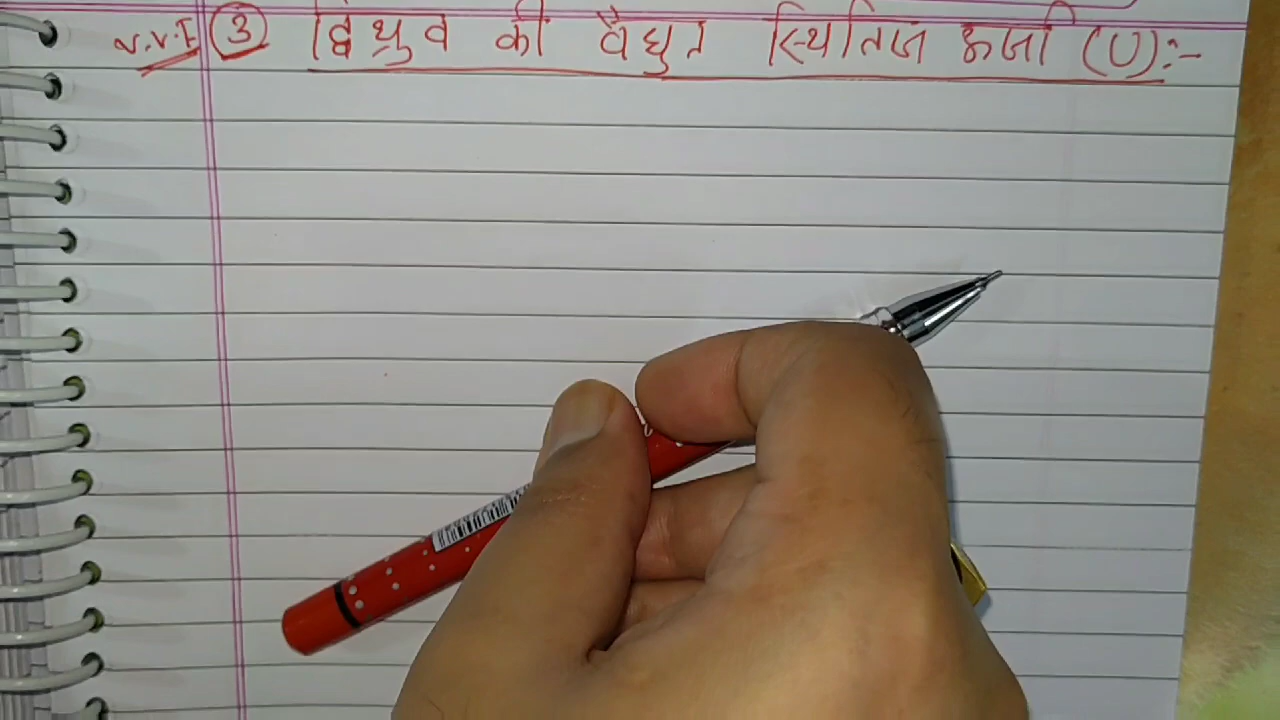 v.v.I ③ द्विध्रुव की वैद्युत स्थितिज ऊर्जा (U):-